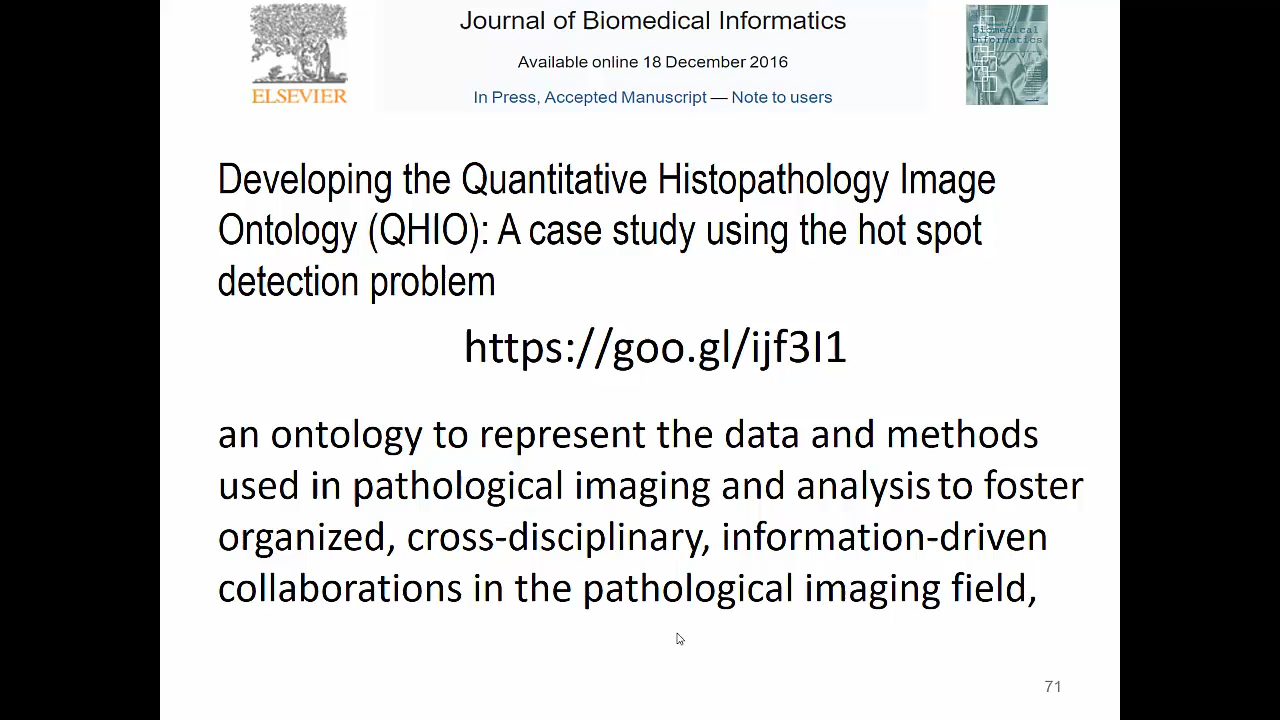 Journal of Biomedical Informatics
Available online 18 December 2016
In Press, Accepted Manuscript — Note to users
ELSEVIER
Biomedical
Informatics
Developing the Quantitative Histopathology Image
Ontology (QHIO): A case study using the hot spot
detection problem
https://goo.gl/ijf3I1
an ontology to represent the data and methods
used in pathological imaging and analysis to foster
organized, cross-disciplinary, information-driven
collaborations in the pathological imaging field,
71